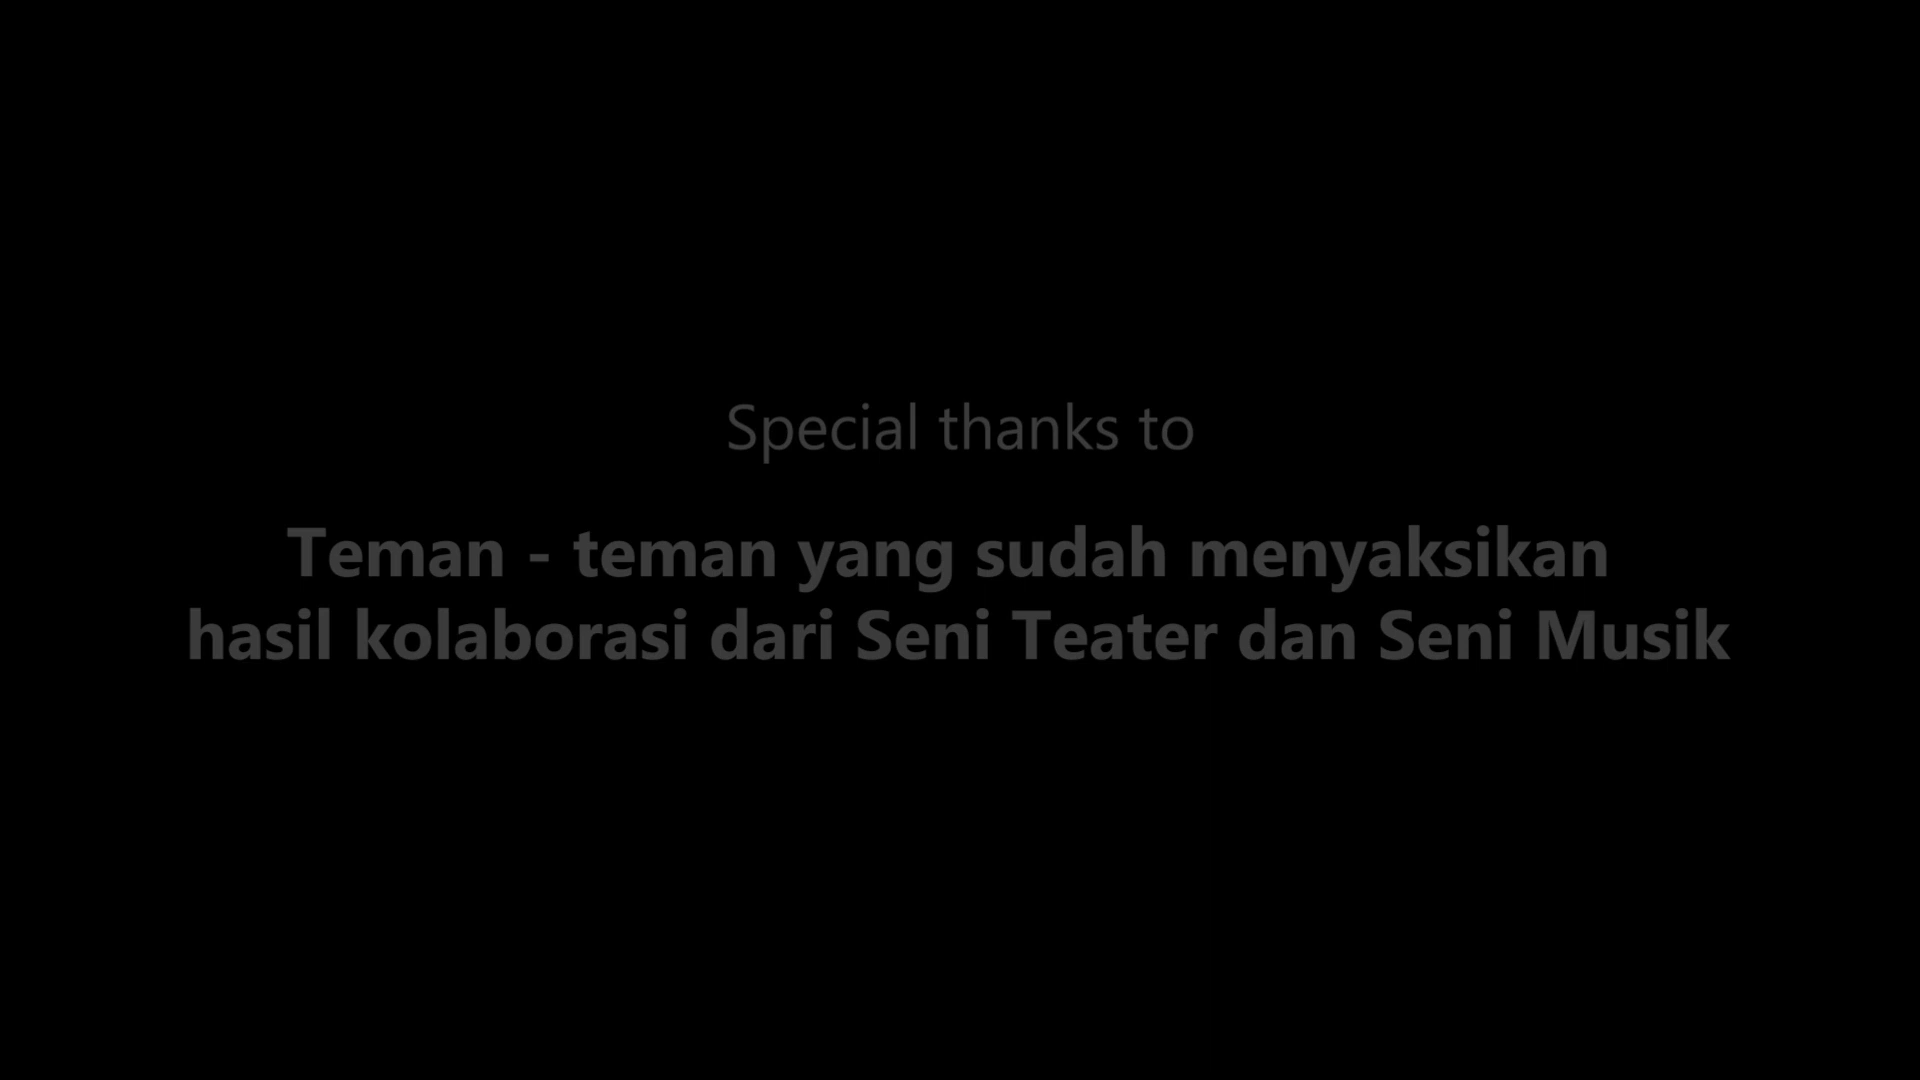 Special thanks to
Teman - teman yang sudah menyaksikan
hasil kolaborasi dari Seni Teater dan Seni Musik